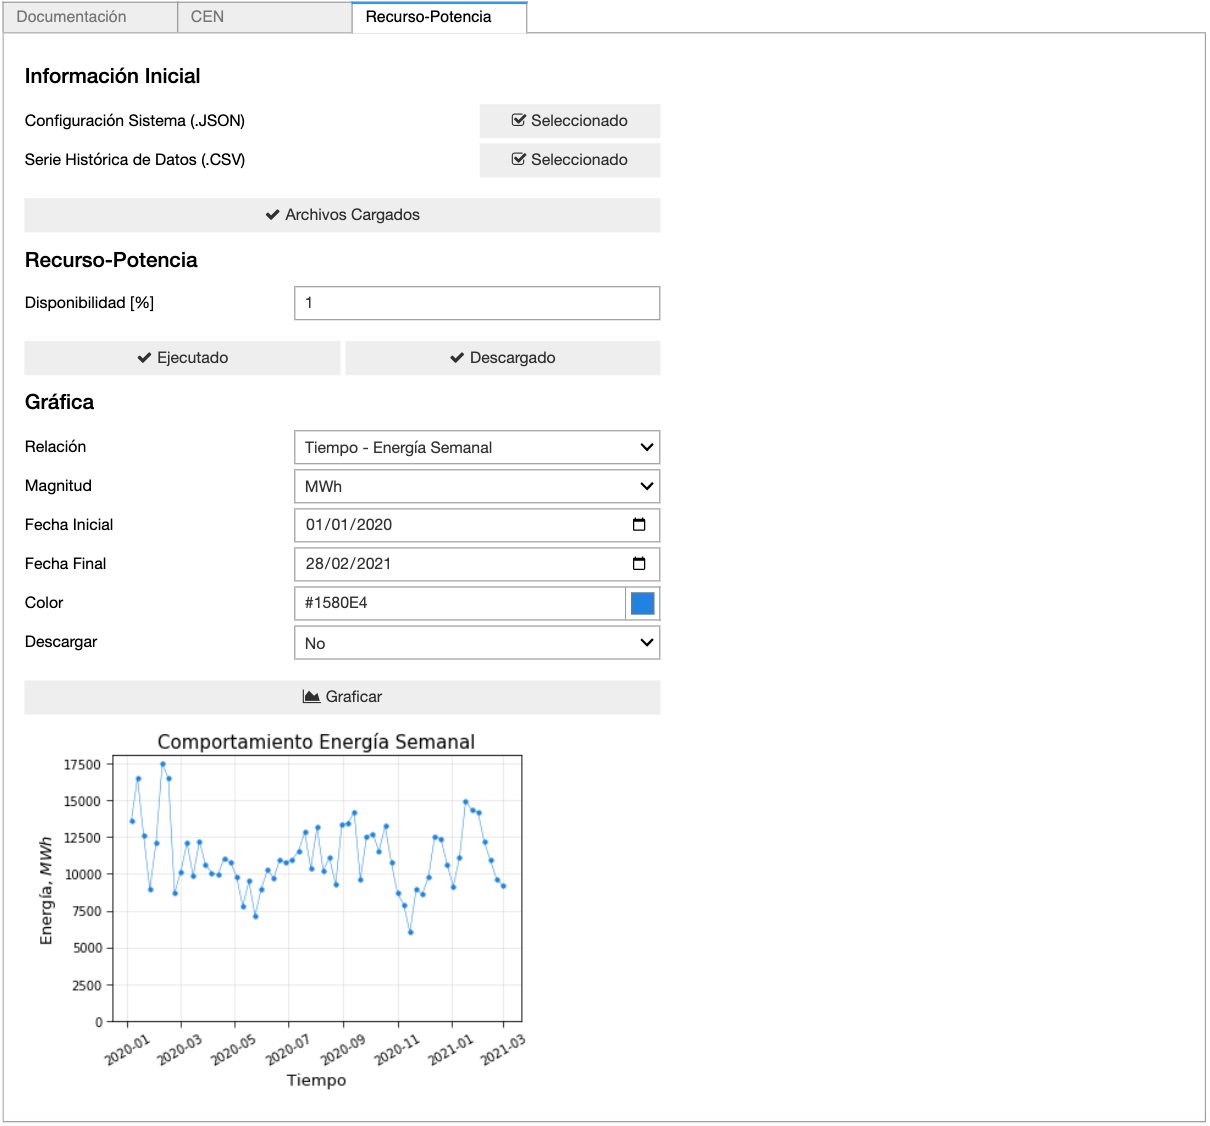 Documentación CEN Recurso-Potencia
Información Inicial
Configuración Sistema (.JSON) Seleccionado
Serie Histórica de Datos (.CSV) Seleccionado
Archivos Cargados
Recurso-Potencia
Disponibilidad [%] 1
Ejecutado Descargado
Gráfica
Relación Tiempo - Energía Semanal
Magnitud MWh
Fecha Inicial 01/01/2020
Fecha Final 28/02/2021
Color #1580E4
Descargar No
Graficar
Comportamiento Energía Semanal
17500
15000
12500
10000
7500
5000
2500
0
Energía, MWh
2020-01 2020-03 2020-05 2020-07 2020-09 2020-11 2021-01 2021-03
Tiempo